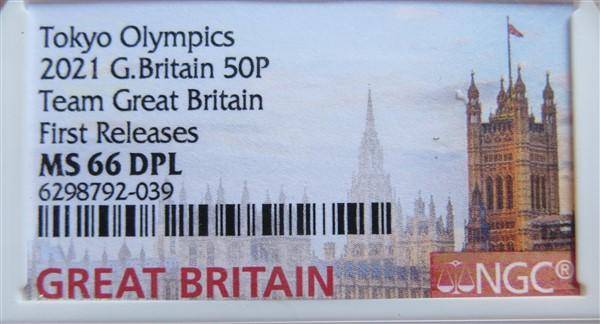 Tokyo Olympics
2021 G.Britain 50P
Team Great Britain
First Releases
MS 66 DPL
6298792-039
GREAT BRITAIN
NGC®